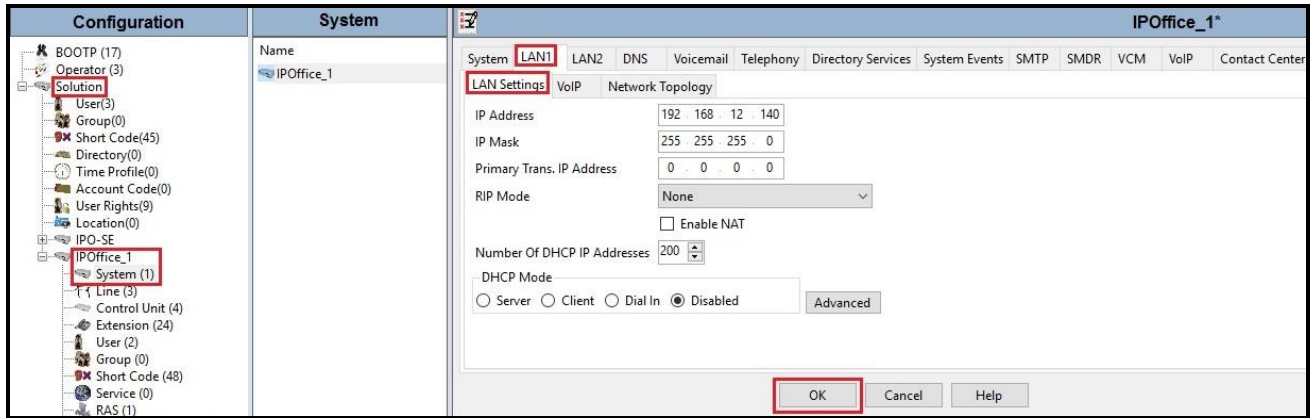 Configuration
BOOTP (17)
Operator (3)
Solution
User(3)
Group(0)
Short Code(45)
Directory(0)
Time Profile(0)
Account Code(0)
User Rights(9)
Location(0)
IPO-SE
IPOffice_1
System (1)
Line (3)
Control Unit (4)
Extension (24)
User (2)
Group (0)
Short Code (48)
Service (0)
RAS (1)
System
Name
IPOffice_1
IPOffice_1*
System LAN1 LAN2 DNS Voicemail Telephony Directory Services System Events SMTP SMDR VCM VoIP Contact Center
LAN Settings VoIP Network Topology
IP Address 192 . 168 . 12 . 140
IP Mask 255 . 255 . 255 . 0
Primary Trans. IP Address 0 . 0 . 0 . 0
RIP Mode None
Enable NAT
Number Of DHCP IP Addresses 200
DHCP Mode
Server Client Dial In Disabled Advanced
OK Cancel Help